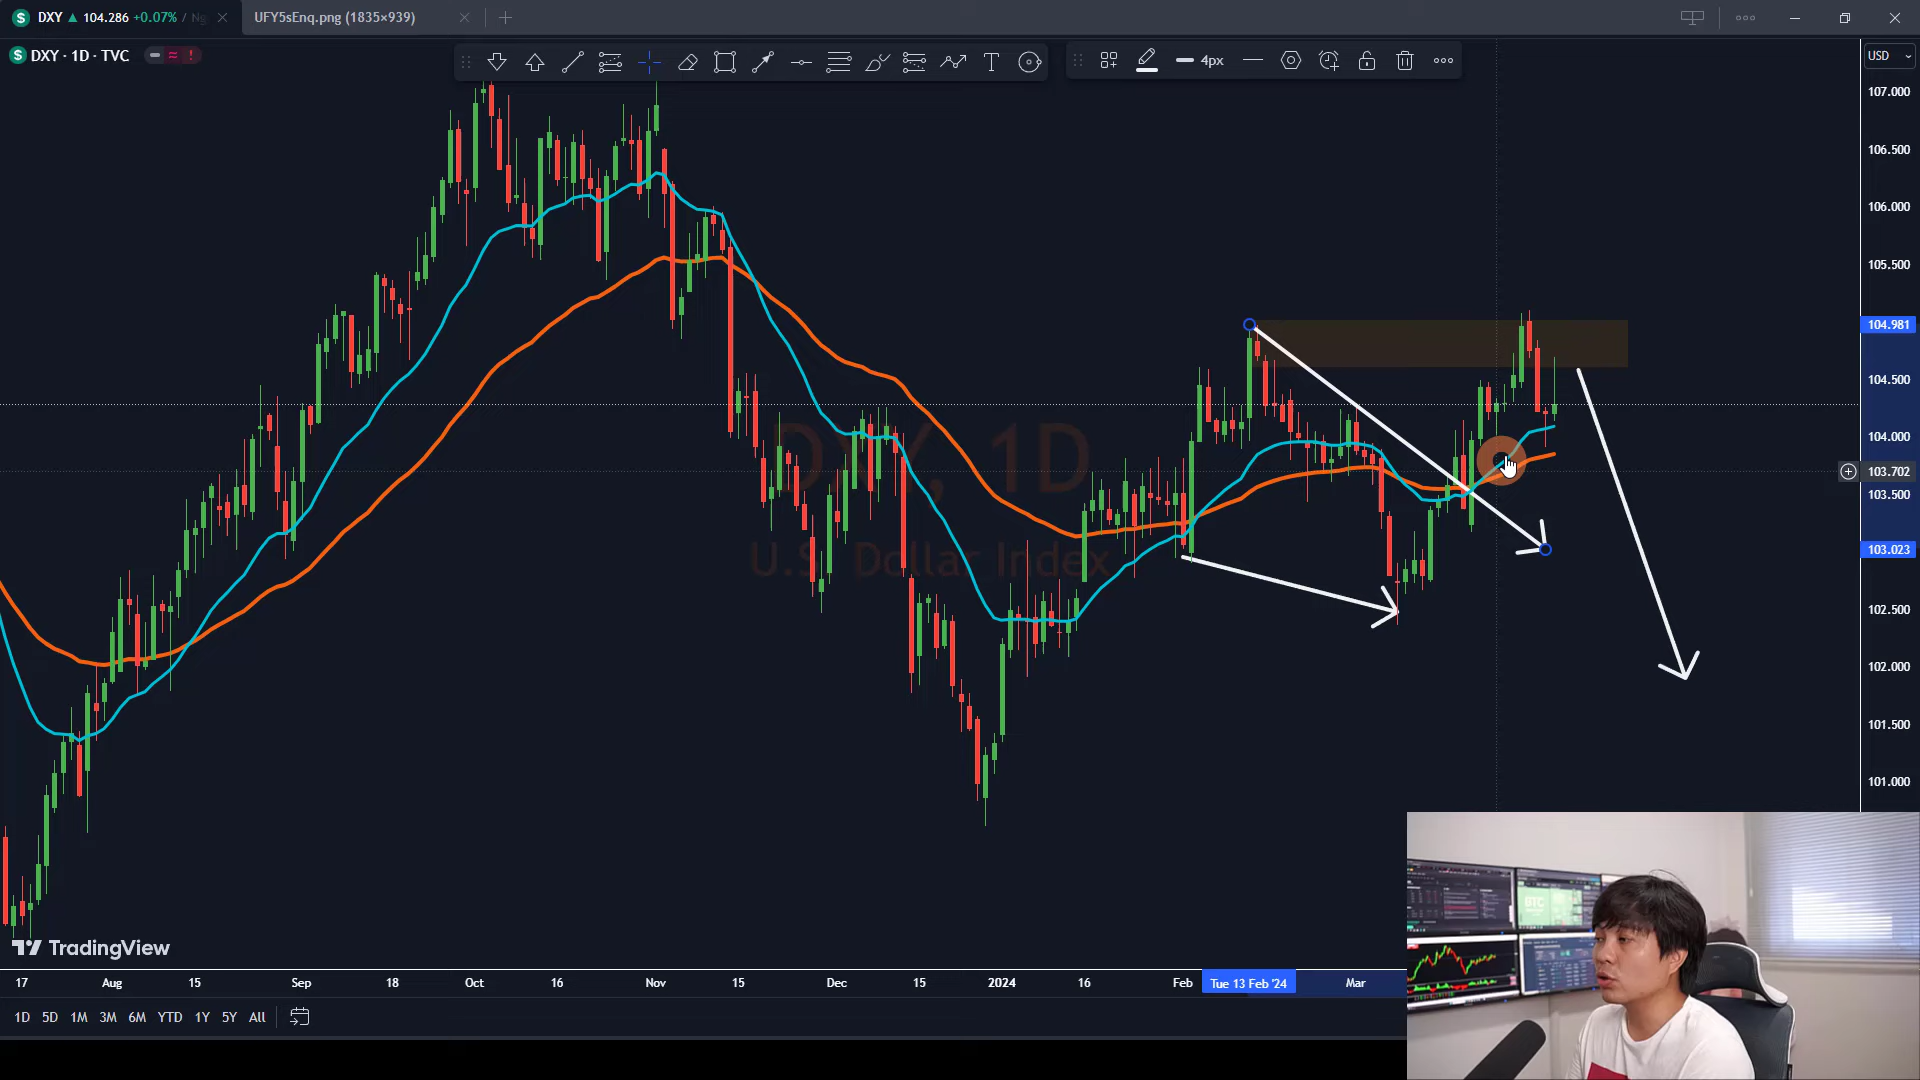 DXY ▲ 104.286 +0.07% / Ng
UFY5sEnq.png (1835×939)
DXY · 1D · TVC
4px
USD
107.000
106.500
106.000
105.500
104.981
104.500
104.000
103.702
103.500
103.023
102.500
102.000
101.500
101.000
DXY, 1D
U.S. Dollar Index
BTC
TradingView
17 Aug 15 Sep 18 Oct 16 Nov 15 Dec 15 2024 16 Feb Tue 13 Feb '24 Mar
1D 5D 1M 3M 6M YTD 1Y 5Y All